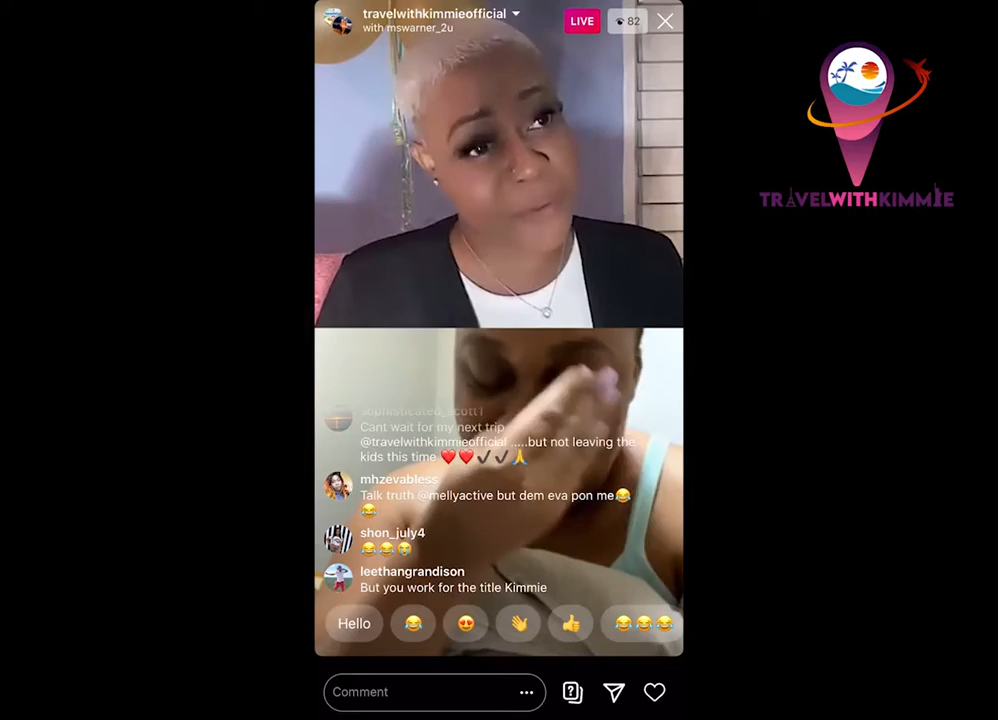 travelwithkimmieofficial
with mswarner_2u
LIVE
82
TRAVELWITHKIMMIE
sophisticated_scott1
Cant wait for my next trip
@travelwithkimmieofficial .....but not leaving the
kids this time ❤️❤️✔️✔️🙏
mhzevabless
Talk truth @mellyactive but dem eva pon me😂
😂
shon_july4
😂😂😭
leethangrandison
But you work for the title Kimmie
Hello 😂 😍 👋 👍 😂😂😂
Comment